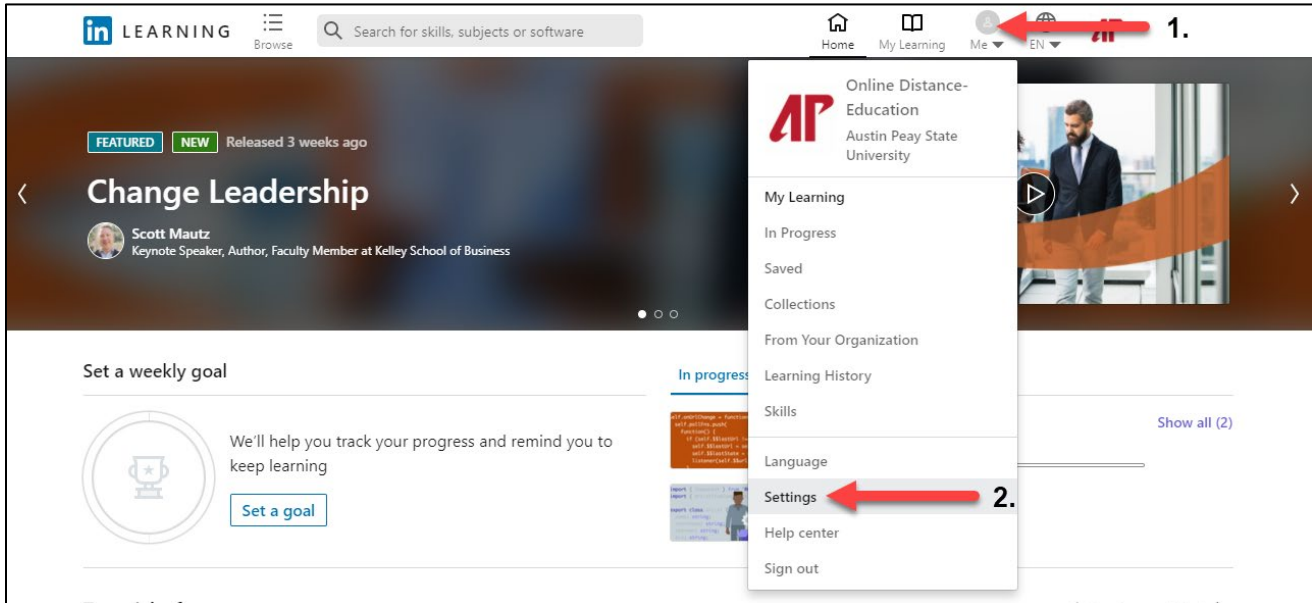 in LEARNING
Browse
Search for skills, subjects or software
Home
My Learning
Me
EN
AP
1.
Online Distance-
Education
Austin Peay State
University
FEATURED NEW Released 3 weeks ago
Change Leadership
Scott Mautz
Keynote Speaker, Author, Faculty Member at Kelley School of Business
My Learning
In Progress
Saved
Collections
From Your Organization
Learning History
Skills
Language
Settings
2.
Help center
Sign out
Set a weekly goal
We'll help you track your progress and remind you to
keep learning
Set a goal
In progress
Show all (2)